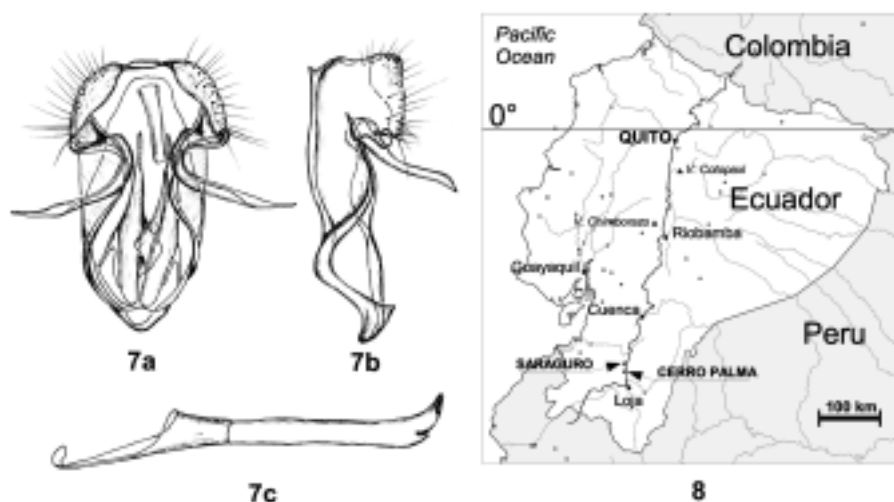 Pacific
Ocean
Colombia
0°
QUITO
V. Cotopaxi
Ecuador
V. Chimborazo
Riobamba
Guayaquil
Cuenca
Peru
SARAGURO
CERRO PALMA
Loja
100 km
7a
7b
7c
8